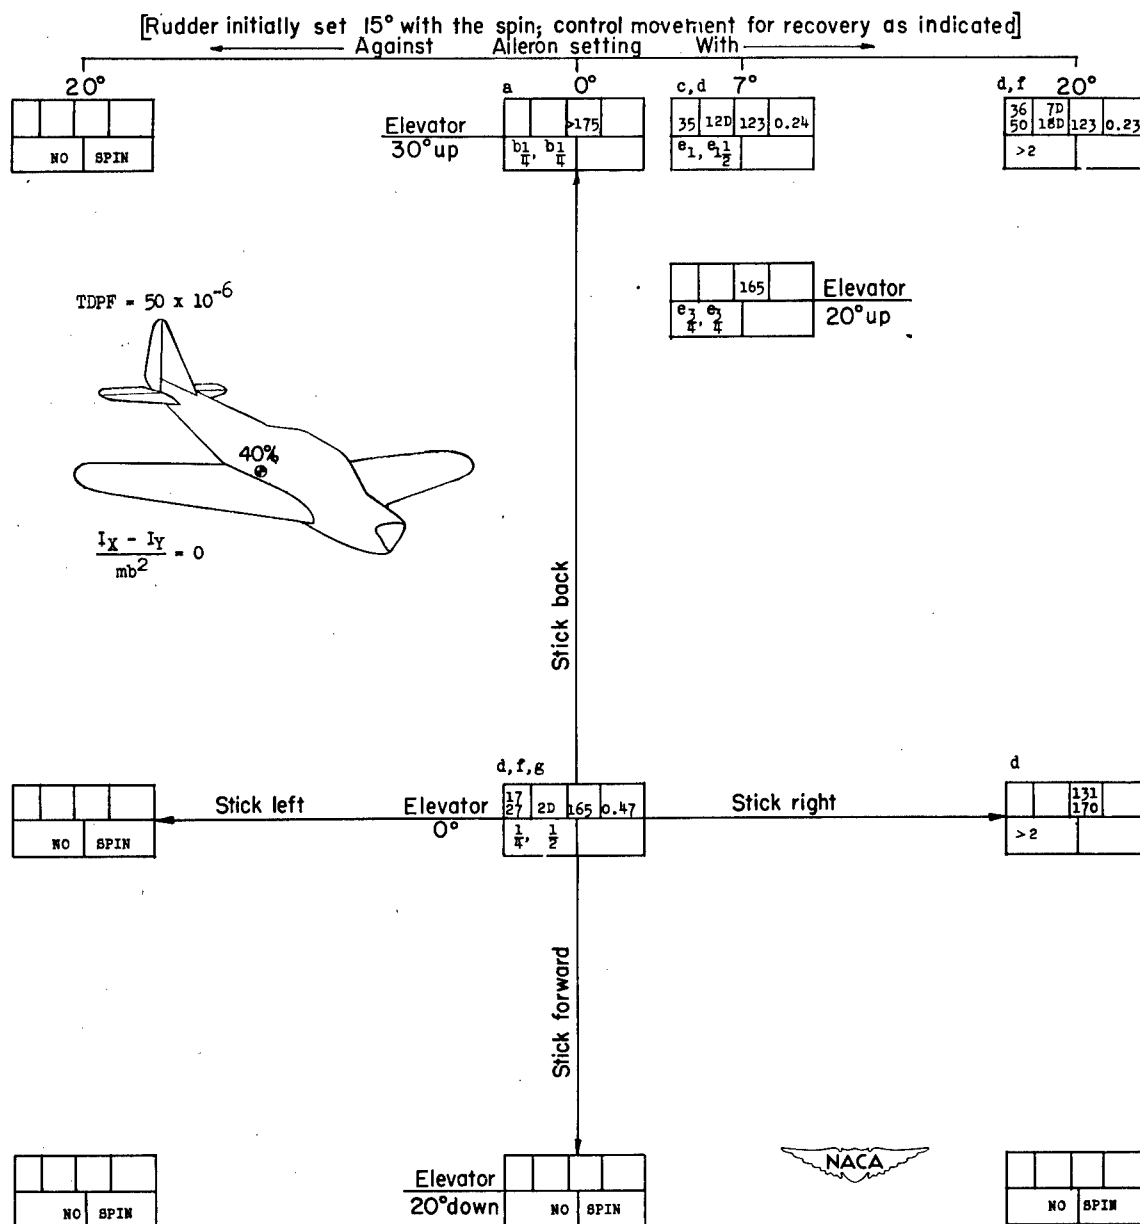 [Rudder initially set 15° with the spin; control movement for recovery as indicated]
Against Aileron setting With
20° 0° 7° 20°
a c, d d, f
Elevator
30° up
NO SPIN
>175
b1/4, b1/4
35 12D 123 0.24
e1, e1 1/2
36 50 7D 18D 123 0.23
>2
165
e3/4, e3/4
Elevator
20° up
TDPF = 50 x 10-6
40%
IX - IY
mb2
= 0
Stick back
d, f, g
d
Stick left
Elevator
0°
NO SPIN
17 27 2D 165 0.47
1/4, 1/2
Stick right
131
170
>2
Stick forward
NACA
Elevator
20° down
NO SPIN
NO SPIN
NO SPIN